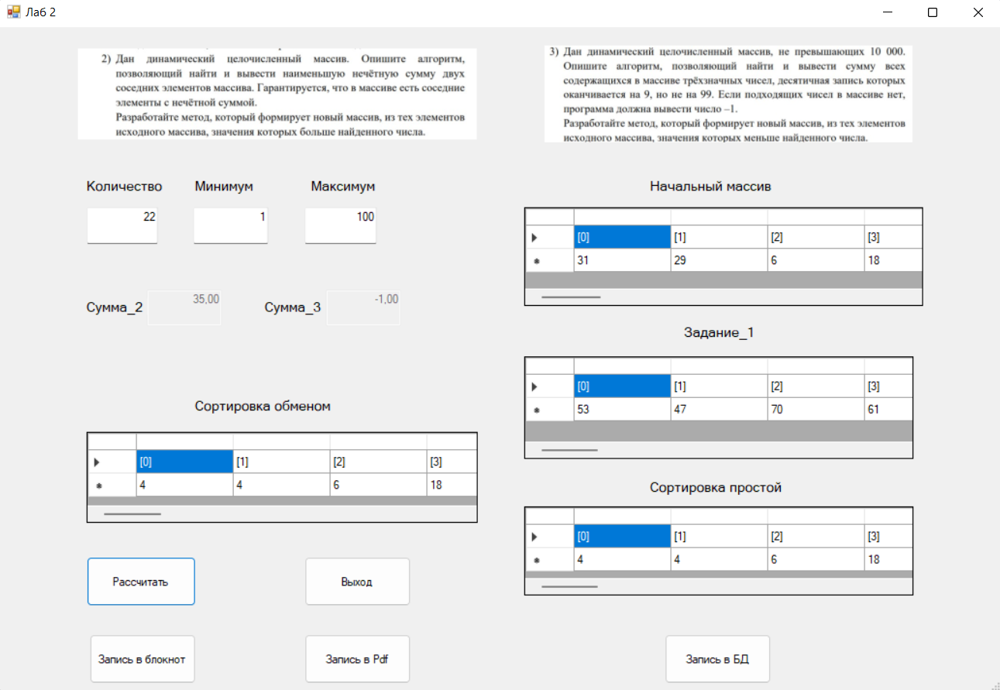 Лаб 2
2) Дан динамический целочисленный массив. Опишите алгоритм,
позволяющий найти и вывести наименьшую нечётную сумму двух
соседних элементов массива. Гарантируется, что в массиве есть соседние
элементы с нечётной суммой.
Разработайте метод, который формирует новый массив, из тех элементов
исходного массива, значения которых больше найденного числа.
3) Дан динамический целочисленный массив, не превышающих 10 000.
Опишите алгоритм, позволяющий найти и вывести сумму всех
содержащихся в массиве трёхзначных чисел, десятичная запись которых
оканчивается на 9, но не на 99. Если подходящих чисел в массиве нет,
программа должна вывести число –1.
Разработайте метод, который формирует новый массив, из тех элементов
исходного массива, значения которых меньше найденного числа.
Количество Минимум Максимум
22 1 100
Сумма_2 35,00 Сумма_3 -1,00
Начальный массив
[0] [1] [2] [3]
31 29 6 18
Задание_1
[0] [1] [2] [3]
53 47 70 61
Сортировка обменом
[0] [1] [2] [3]
4 4 6 18
Сортировка простой
[0] [1] [2] [3]
4 4 6 18
Рассчитать Выход
Запись в блокнот Запись в Pdf Запись в БД